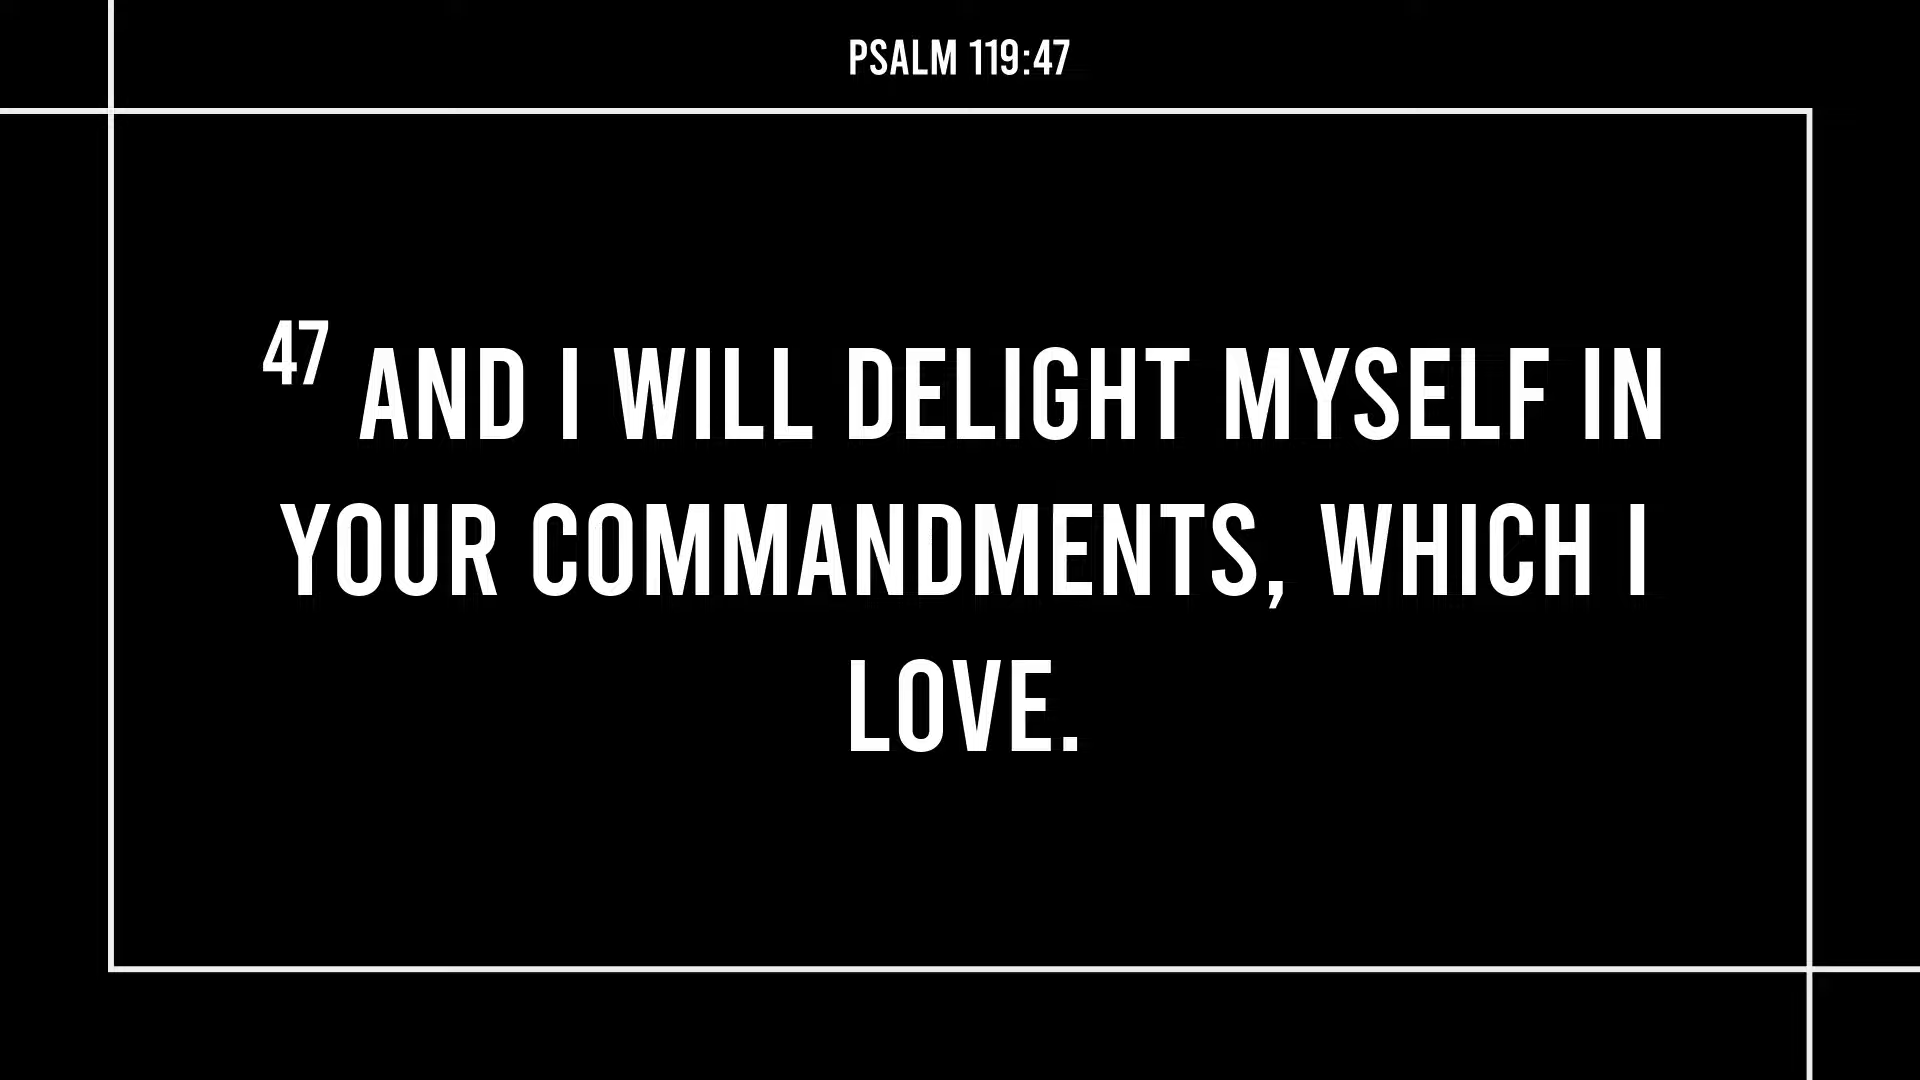 PSALM 119:47
47 AND I WILL DELIGHT MYSELF IN
YOUR COMMANDMENTS, WHICH I
LOVE.